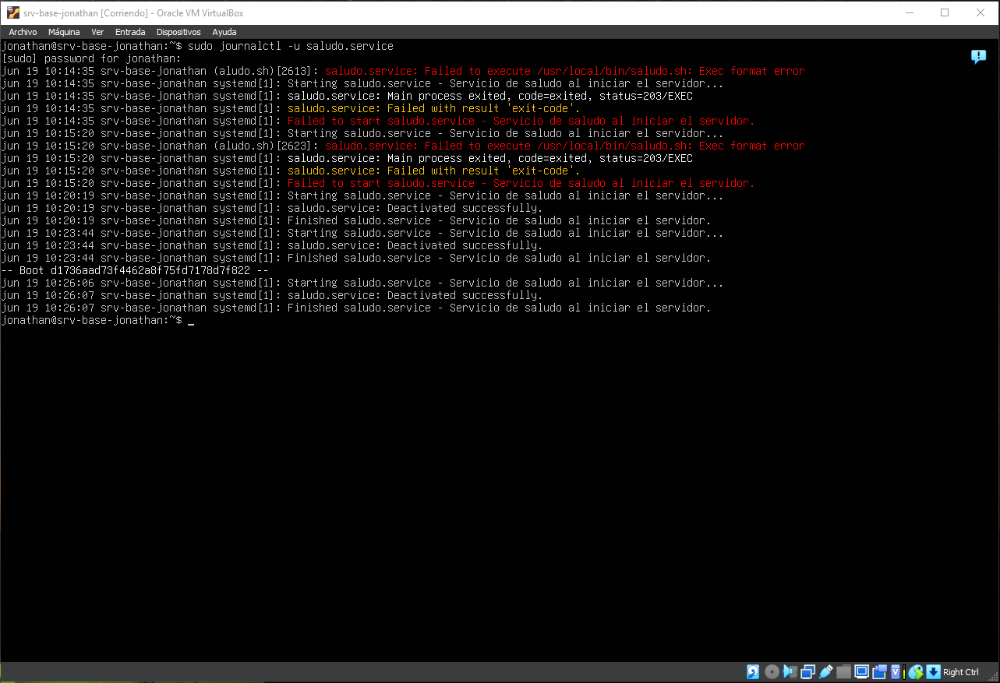 srv-base-jonathan [Corriendo] - Oracle VM VirtualBox
Archivo Máquina Ver Entrada Dispositivos Ayuda
jonathan@srv-base-jonathan:~$ sudo journalctl -u saludo.service
[sudo] password for jonathan:
jun 19 10:14:35 srv-base-jonathan (aludo.sh)[2613]: saludo.service: Failed to execute /usr/local/bin/saludo.sh: Exec format error
jun 19 10:14:35 srv-base-jonathan systemd[1]: Starting saludo.service - Servicio de saludo al iniciar el servidor...
jun 19 10:14:35 srv-base-jonathan systemd[1]: saludo.service: Main process exited, code=exited, status=203/EXEC
jun 19 10:14:35 srv-base-jonathan systemd[1]: saludo.service: Failed with result 'exit-code'.
jun 19 10:14:35 srv-base-jonathan systemd[1]: Failed to start saludo.service - Servicio de saludo al iniciar el servidor.
jun 19 10:15:20 srv-base-jonathan systemd[1]: Starting saludo.service - Servicio de saludo al iniciar el servidor...
jun 19 10:15:20 srv-base-jonathan (aludo.sh)[2623]: saludo.service: Failed to execute /usr/local/bin/saludo.sh: Exec format error
jun 19 10:15:20 srv-base-jonathan systemd[1]: saludo.service: Main process exited, code=exited, status=203/EXEC
jun 19 10:15:20 srv-base-jonathan systemd[1]: saludo.service: Failed with result 'exit-code'.
jun 19 10:15:20 srv-base-jonathan systemd[1]: Failed to start saludo.service - Servicio de saludo al iniciar el servidor.
jun 19 10:20:19 srv-base-jonathan systemd[1]: Starting saludo.service - Servicio de saludo al iniciar el servidor...
jun 19 10:20:19 srv-base-jonathan systemd[1]: saludo.service: Deactivated successfully.
jun 19 10:20:19 srv-base-jonathan systemd[1]: Finished saludo.service - Servicio de saludo al iniciar el servidor.
jun 19 10:23:44 srv-base-jonathan systemd[1]: Starting saludo.service - Servicio de saludo al iniciar el servidor...
jun 19 10:23:44 srv-base-jonathan systemd[1]: saludo.service: Deactivated successfully.
jun 19 10:23:44 srv-base-jonathan systemd[1]: Finished saludo.service - Servicio de saludo al iniciar el servidor.
-- Boot d1736aad73f4462a8f75fd7178d7f822 --
jun 19 10:26:06 srv-base-jonathan systemd[1]: Starting saludo.service - Servicio de saludo al iniciar el servidor...
jun 19 10:26:07 srv-base-jonathan systemd[1]: saludo.service: Deactivated successfully.
jun 19 10:26:07 srv-base-jonathan systemd[1]: Finished saludo.service - Servicio de saludo al iniciar el servidor.
jonathan@srv-base-jonathan:~$ _
Right Ctrl